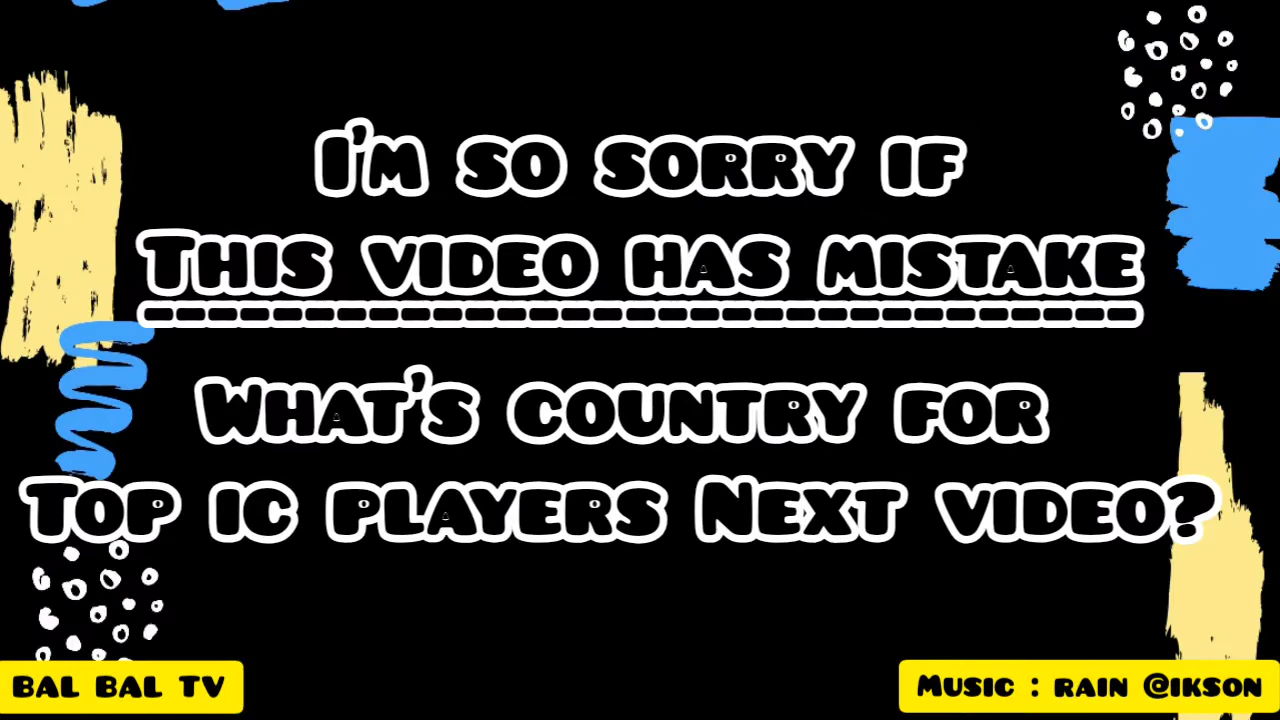 I'm so sorry if
This video has mistake
-------------------------------
What's country for
Top 10 players Next video?
BAL BAL TV
Music : rain @ikson